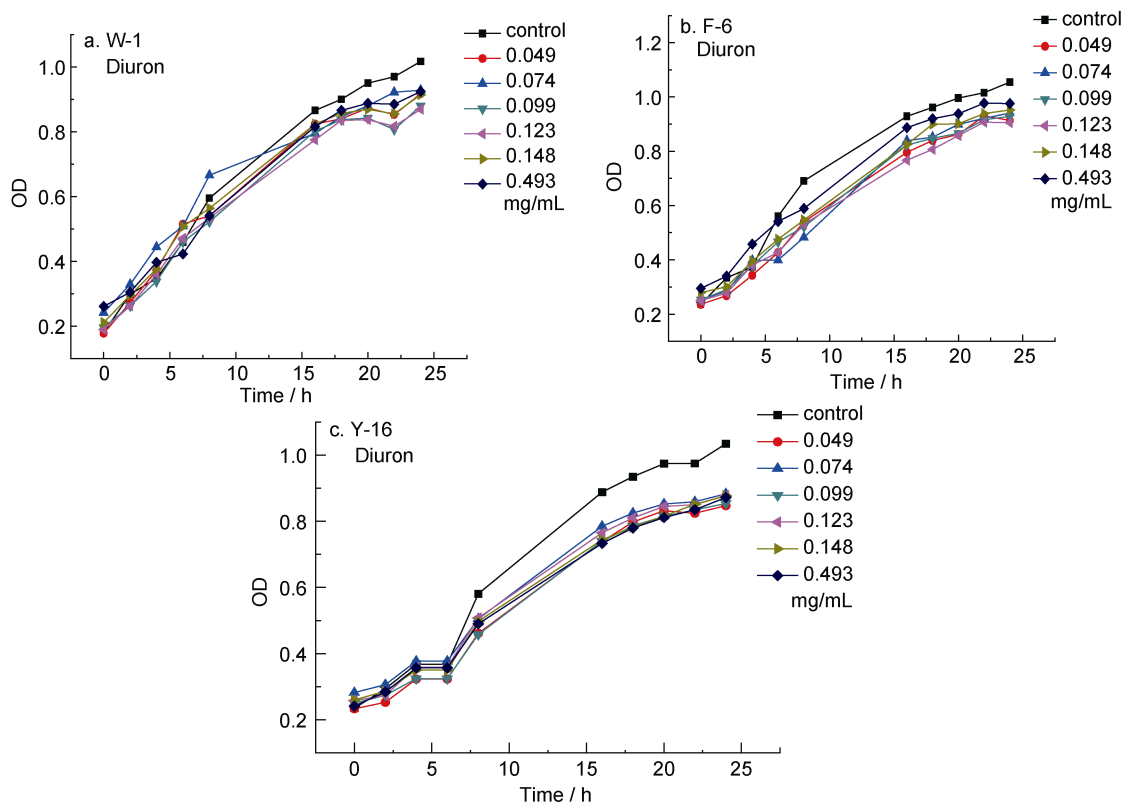 a. W-1
Diuron
control
0.049
0.074
0.099
0.123
0.148
0.493
mg/mL
OD
1.0
0.8
0.6
0.4
0.2
0 5 10 15 20 25
Time / h
b. F-6
Diuron
control
0.049
0.074
0.099
0.123
0.148
0.493
mg/mL
OD
1.2
1.0
0.8
0.6
0.4
0.2
0 5 10 15 20 25
Time / h
c. Y-16
Diuron
control
0.049
0.074
0.099
0.123
0.148
0.493
mg/mL
OD
1.0
0.8
0.6
0.4
0.2
0 5 10 15 20 25
Time / h